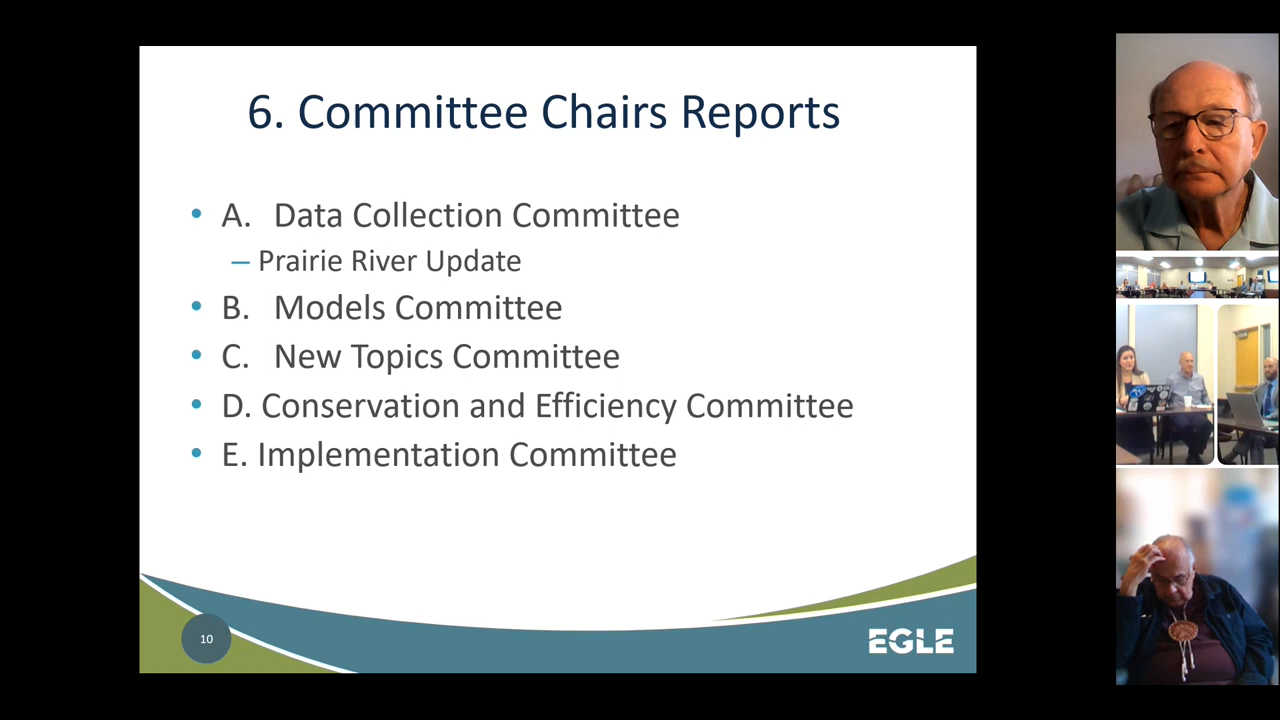 6. Committee Chairs Reports
• A. Data Collection Committee
– Prairie River Update
• B. Models Committee
• C. New Topics Committee
• D. Conservation and Efficiency Committee
• E. Implementation Committee
10
EGLE